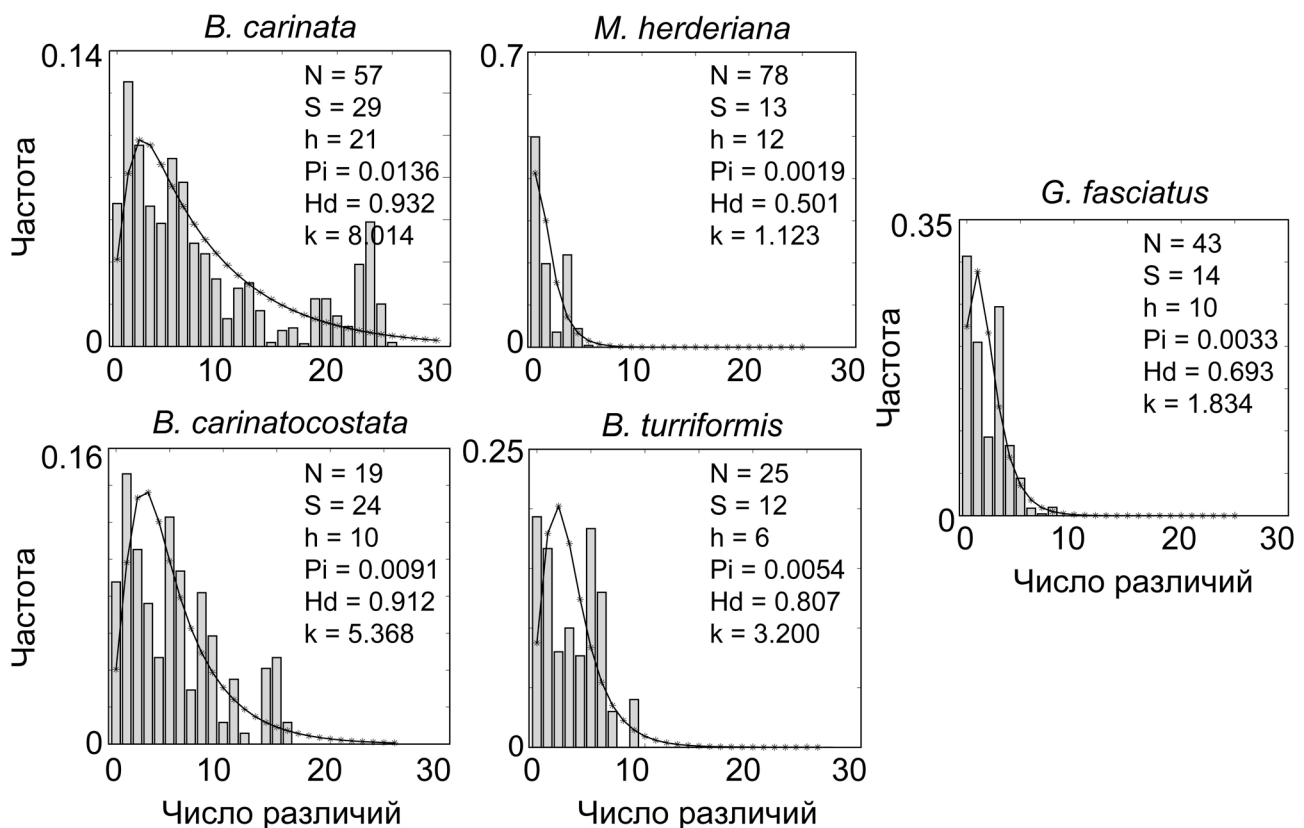 B. carinata
0.14
N = 57
S = 29
h = 21
Pi = 0.0136
Hd = 0.932
k = 8.014
Частота
0
0 10 20 30
M. herderiana
0.7
N = 78
S = 13
h = 12
Pi = 0.0019
Hd = 0.501
k = 1.123
0
0 10 20 30
G. fasciatus
0.35
N = 43
S = 14
h = 10
Pi = 0.0033
Hd = 0.693
k = 1.834
Частота
0
0 10 20 30
Число различий
B. carinatocostata
0.16
N = 19
S = 24
h = 10
Pi = 0.0091
Hd = 0.912
k = 5.368
Частота
0
0 10 20 30
Число различий
B. turriformis
0.25
N = 25
S = 12
h = 6
Pi = 0.0054
Hd = 0.807
k = 3.200
0
0 10 20 30
Число различий